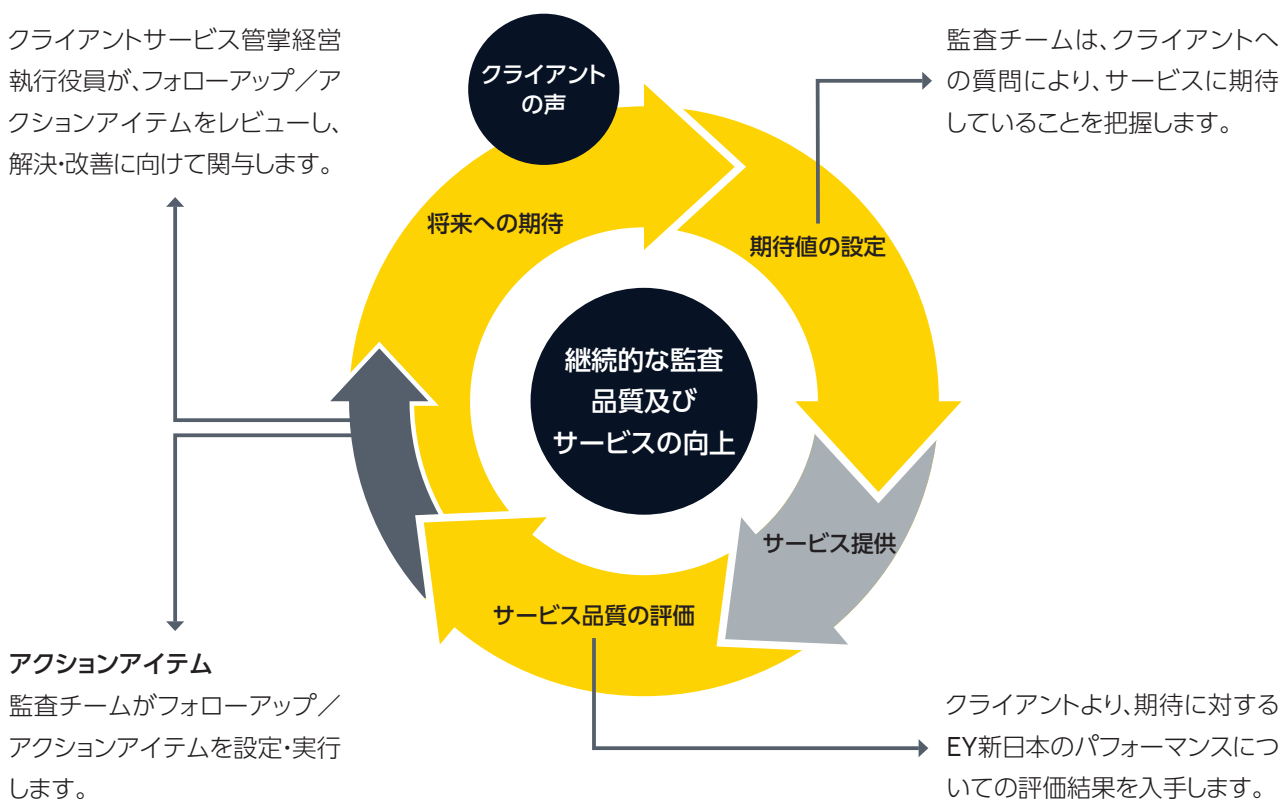 クライアントサービス管掌経営
執行役員が、フォローアップ／ア
クションアイテムをレビューし、
解決・改善に向けて関与します。
クライアント
の声
監査チームは、クライアントへ
の質問により、サービスに期待
していることを把握します。
将来への期待
期待値の設定
継続的な監査
品質及び
サービスの向上
サービス提供
サービス品質の評価
アクションアイテム
監査チームがフォローアップ／
アクションアイテムを設定・実行
します。
クライアントより、期待に対する
EY新日本のパフォーマンスにつ
いての評価結果を入手します。